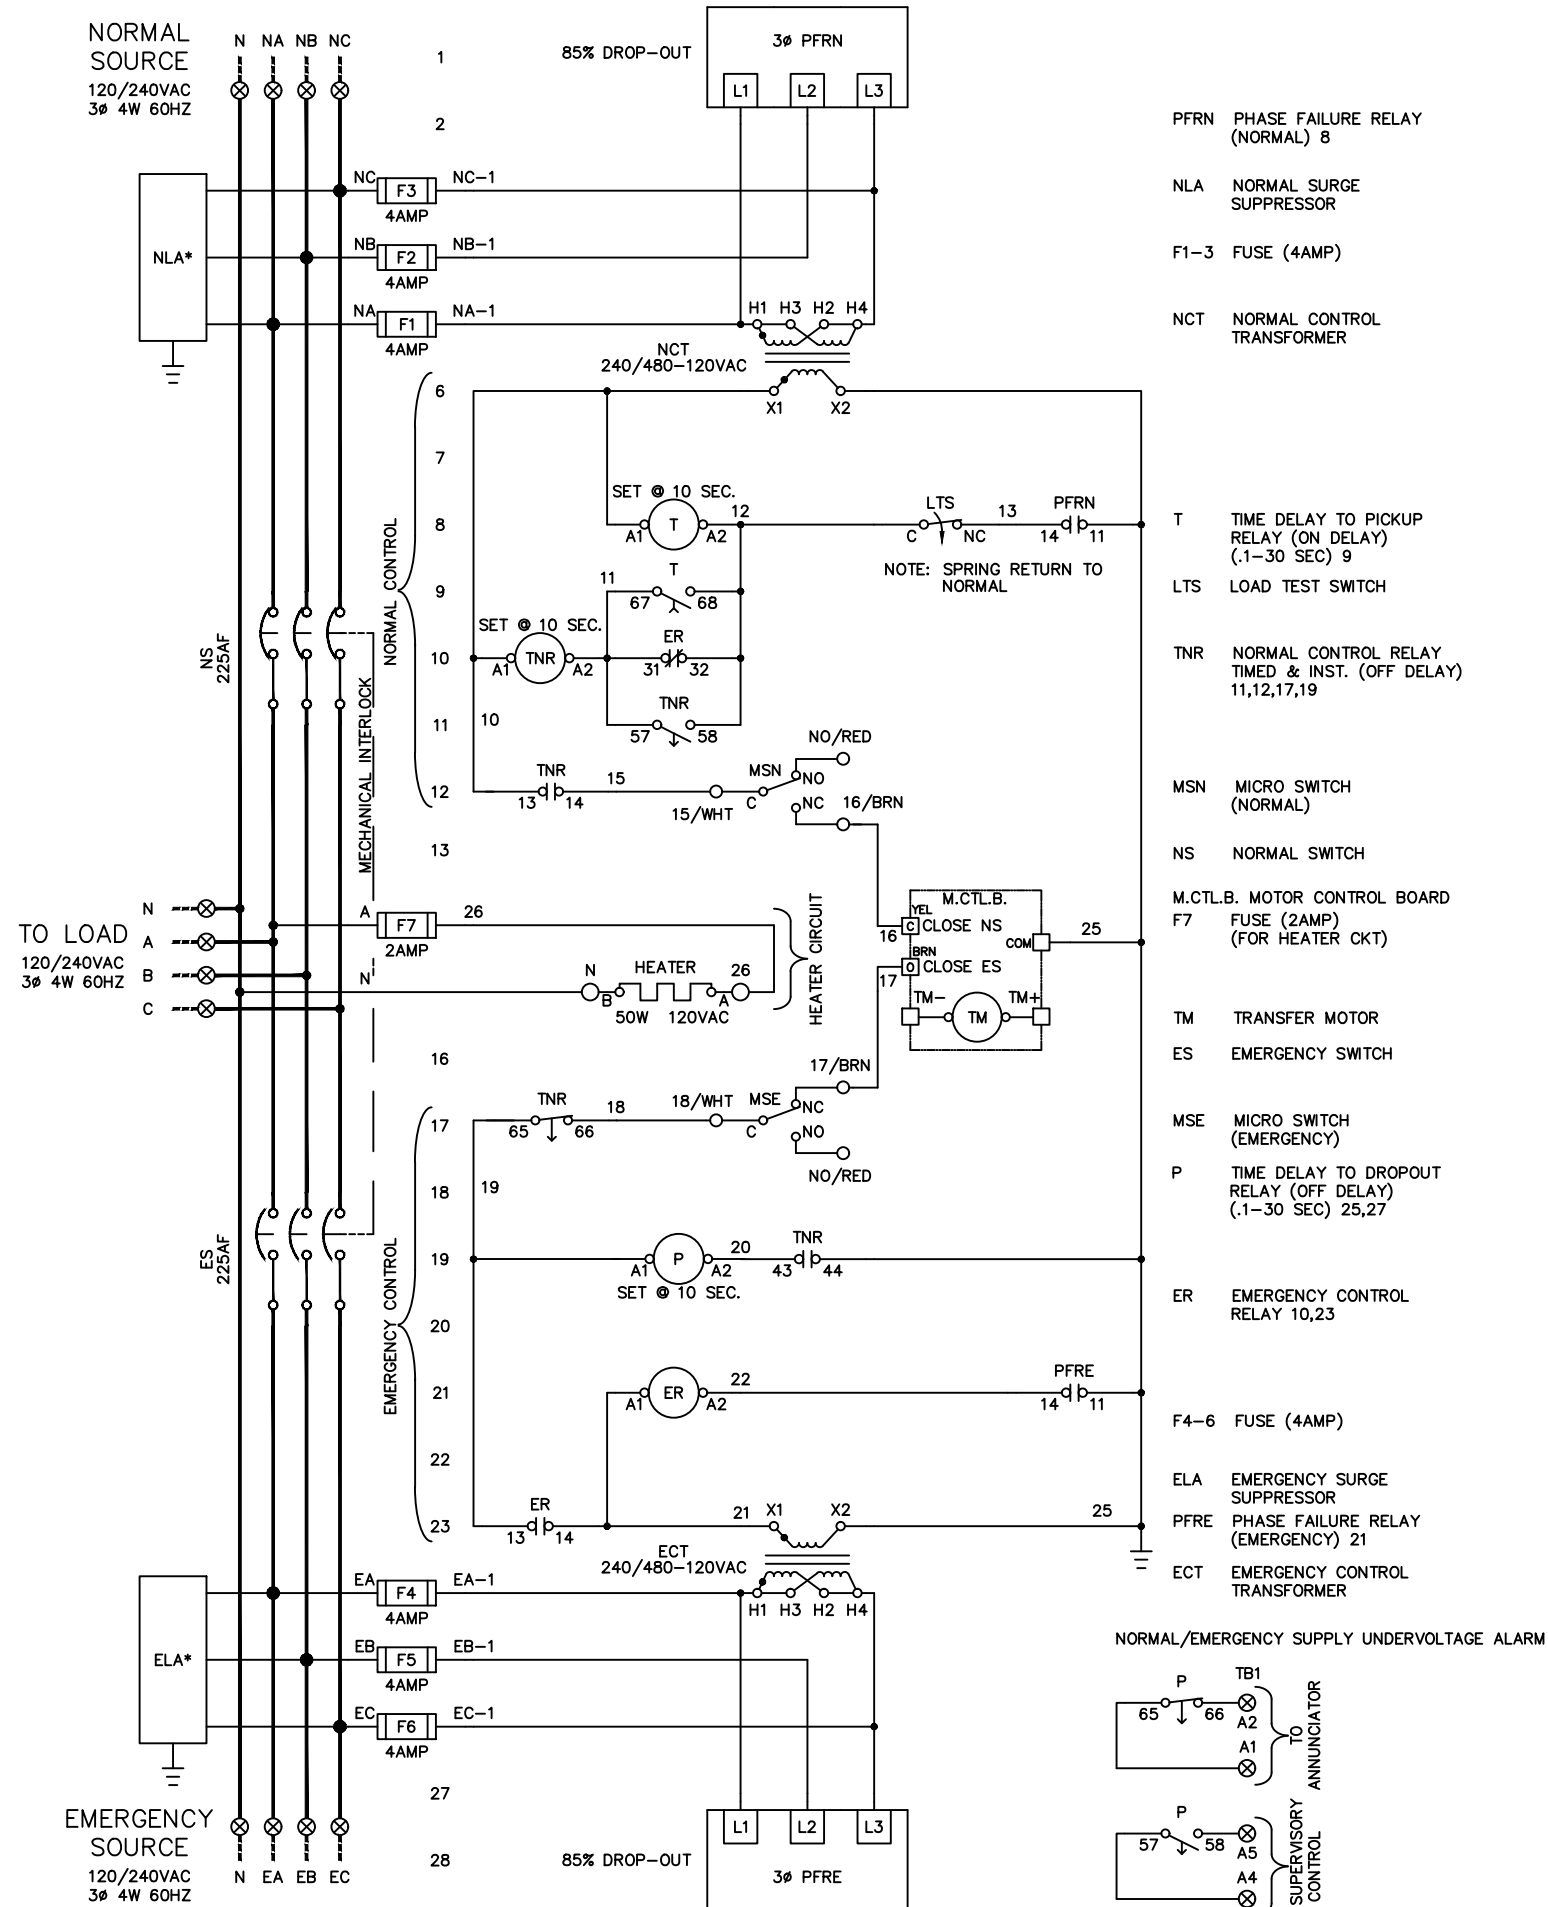 NORMAL
SOURCE
120/240VAC
3ø 4W 60HZ
N NA NB NC
1
85% DROP-OUT
3ø PFRN
L1 L2 L3
2
PFRN PHASE FAILURE RELAY
(NORMAL) 8
NLA*
NC F3 NC-1
4AMP
NLA NORMAL SURGE
SUPPRESSOR
NB F2 NB-1
4AMP
F1-3 FUSE (4AMP)
NA F1 NA-1
4AMP
H1 H3 H2 H4
NCT NORMAL CONTROL
TRANSFORMER
NCT
240/480-120VAC
6
X1 X2
NORMAL CONTROL
7
SET @ 10 SEC.
8
A1 T A2
12
LTS
C NC
13
PFRN
14 11
T TIME DELAY TO PICKUP
RELAY (ON DELAY)
(.1-30 SEC) 9
NOTE: SPRING RETURN TO
NORMAL
LTS LOAD TEST SWITCH
9
11
T
67 68
NS
225AF
SET @ 10 SEC.
10
A1 TNR A2
ER
31 32
TNR NORMAL CONTROL RELAY
TIMED & INST. (OFF DELAY)
11,12,17,19
MECHANICAL INTERLOCK
11
10
TNR
57 58
NO/RED
12
TNR
13 14
15
15/WHT
MSN
C NO
NC
16/BRN
MSN MICRO SWITCH
(NORMAL)
13
NS NORMAL SWITCH
M.CTL.B. MOTOR CONTROL BOARD
TO LOAD
120/240VAC
3ø 4W 60HZ
N
A
B
C
A F7 26
2AMP
HEATER CIRCUIT
M.CTL.B.
YEL
16 C CLOSE NS
COM
25
BRN
17 O CLOSE ES
TM- TM TM+
F7 FUSE (2AMP)
(FOR HEATER CKT)
N
N HEATER 26
B A
50W 120VAC
TM TRANSFER MOTOR
16
17/BRN
ES EMERGENCY SWITCH
EMERGENCY CONTROL
17
TNR
65 66
18
18/WHT
MSE
C NC
NO
NO/RED
MSE MICRO SWITCH
(EMERGENCY)
18
19
P TIME DELAY TO DROPOUT
RELAY (OFF DELAY)
(.1-30 SEC) 25,27
ES
225AF
19
A1 P A2
20
TNR
43 44
SET @ 10 SEC.
ER EMERGENCY CONTROL
RELAY 10,23
20
21
A1 ER A2
22
PFRE
14 11
F4-6 FUSE (4AMP)
22
ELA EMERGENCY SURGE
SUPPRESSOR
23
ER
13 14
21
X1 X2
25
PFRE PHASE FAILURE RELAY
(EMERGENCY) 21
ECT
240/480-120VAC
ECT EMERGENCY CONTROL
TRANSFORMER
H1 H3 H2 H4
ELA*
EA F4 EA-1
4AMP
EB F5 EB-1
4AMP
EC F6 EC-1
4AMP
NORMAL/EMERGENCY SUPPLY UNDERVOLTAGE ALARM
P TB1
65 66 A2
A1
TO
ANNUNCIATOR
27
EMERGENCY
SOURCE
120/240VAC
3ø 4W 60HZ
N EA EB EC
28
85% DROP-OUT
L1 L2 L3
3ø PFRE
P
57 58 A5
A4
SUPERVISORY
CONTROL